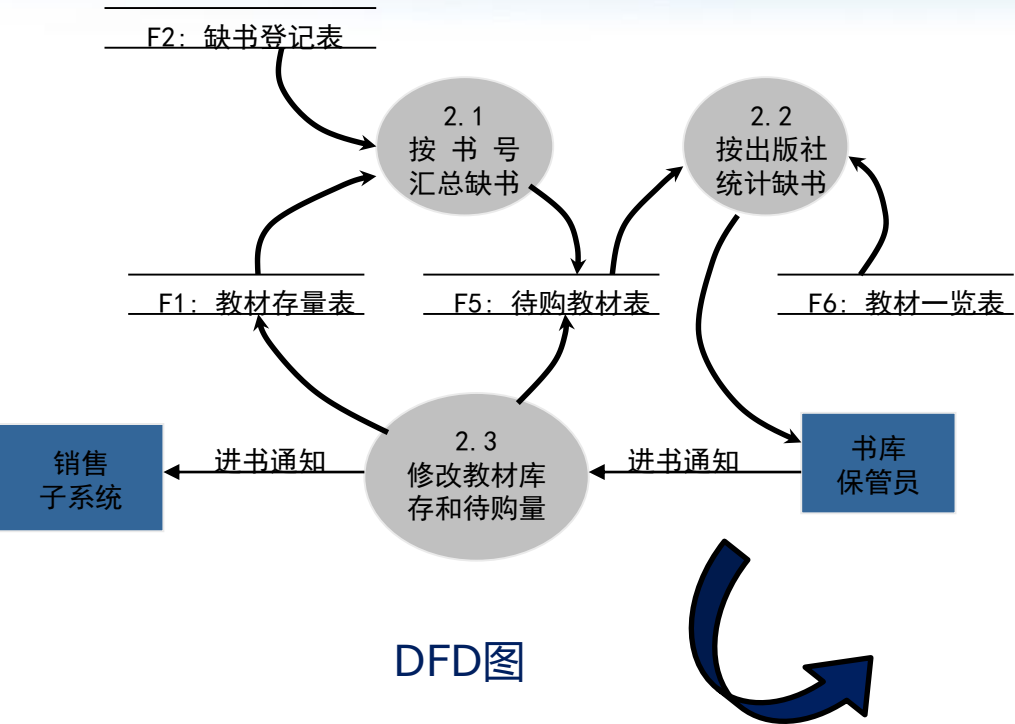 F2: 缺书登记表
2.1
按 书 号
汇总缺书
2.2
按出版社
统计缺书
F1: 教材存量表
F5: 待购教材表
F6: 教材一览表
销售
子系统
进书通知
2.3
修改教材库
存和待购量
进书通知
书库
保管员
DFD图